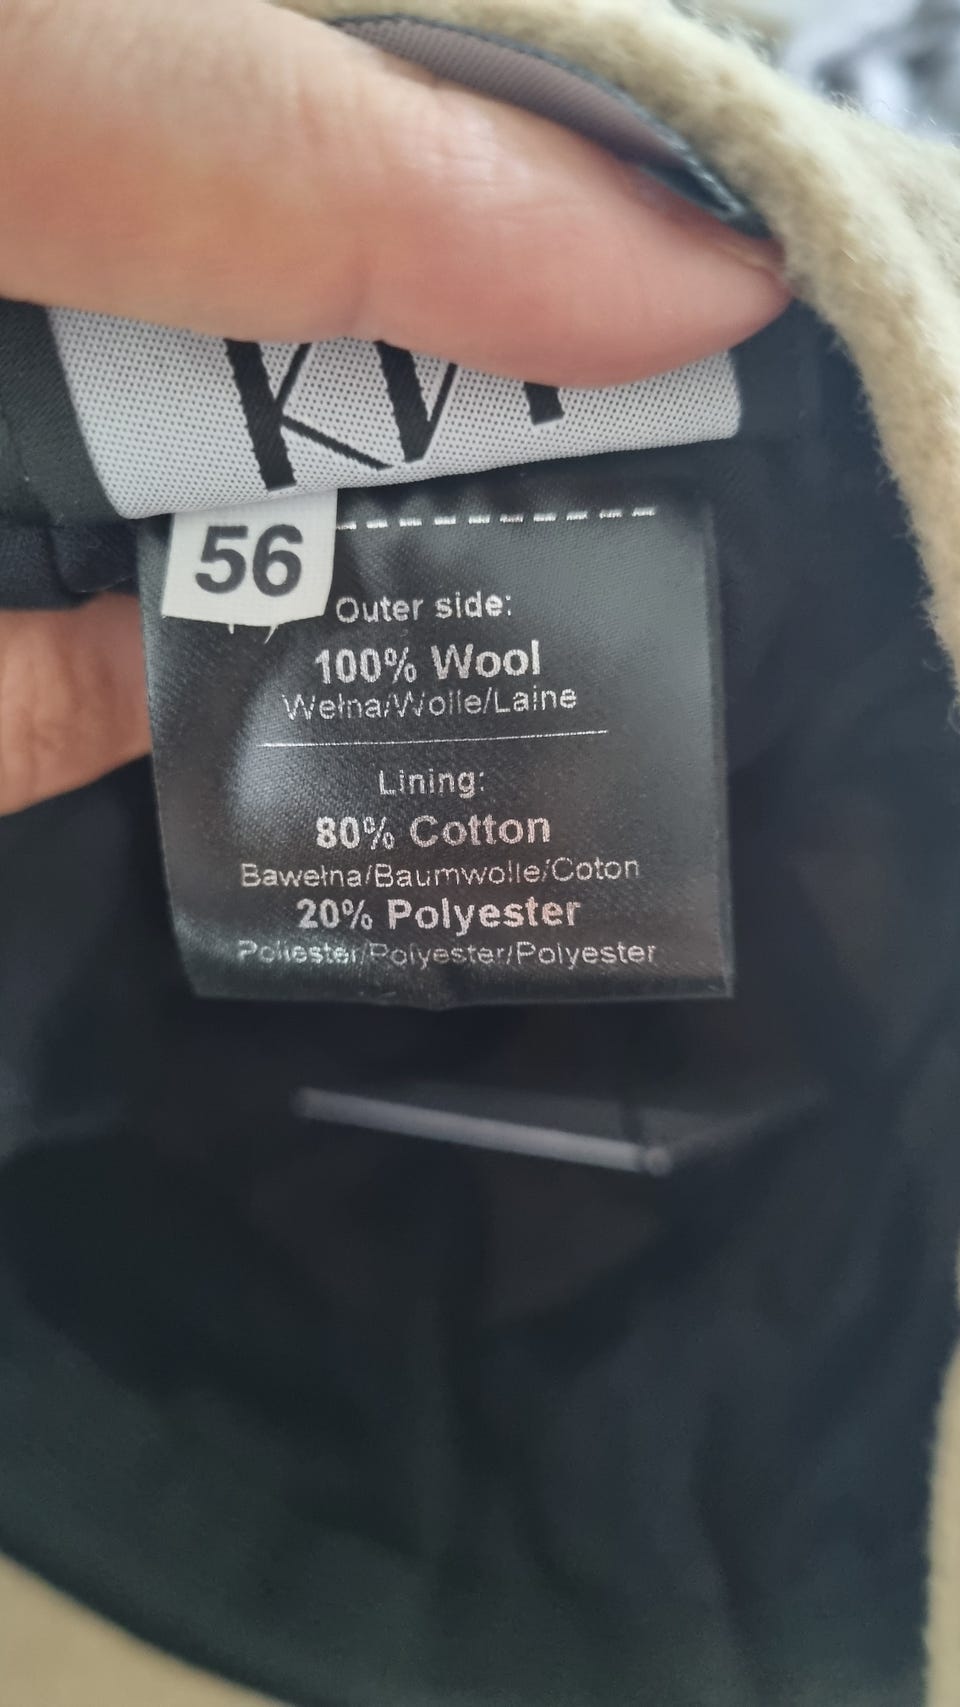 56
Outer side:
100% Wool
Wełna/Wolle/Laine
Lining:
80% Cotton
Bawełna/Baumwolle/Coton
20% Polyester
Poliester/Polyester/Polyester